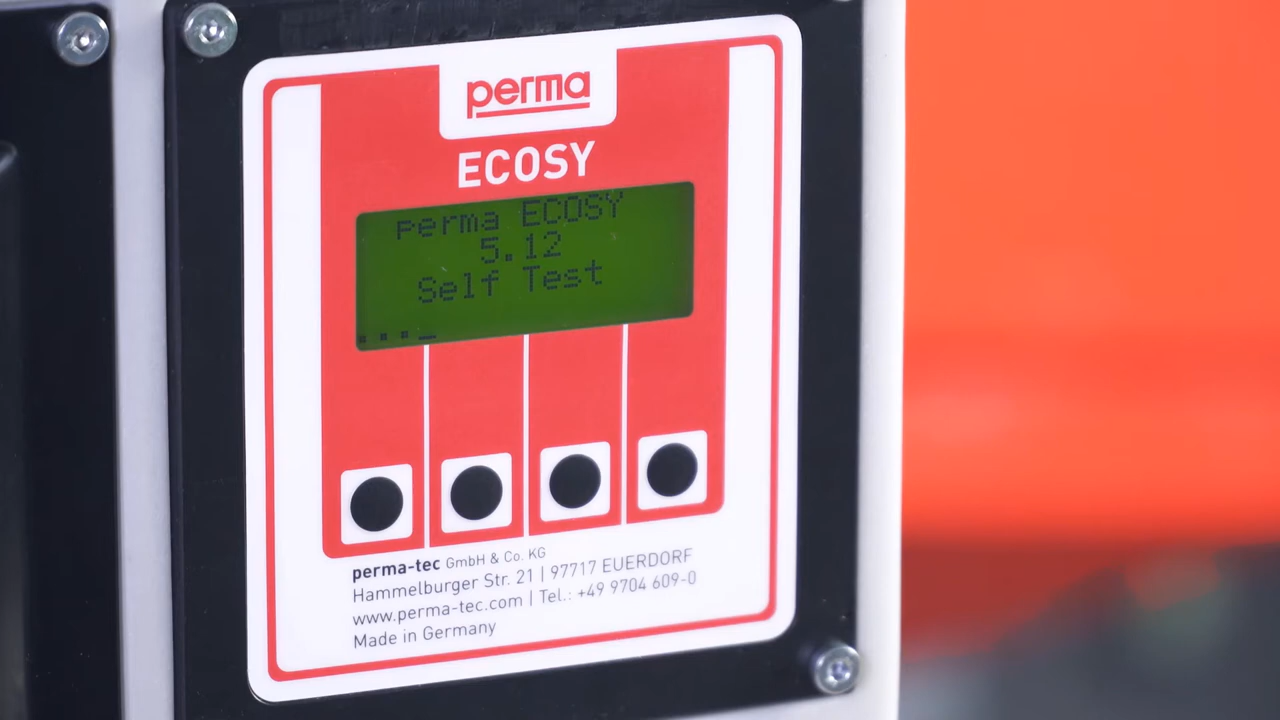 perma
ECOSY
perma ECOSY
5.12
Self Test
..._
perma-tec GmbH & Co. KG
Hammelburger Str. 21 | 97717 EUERDORF
www.perma-tec.com | Tel.: +49 9704 609-0
Made in Germany